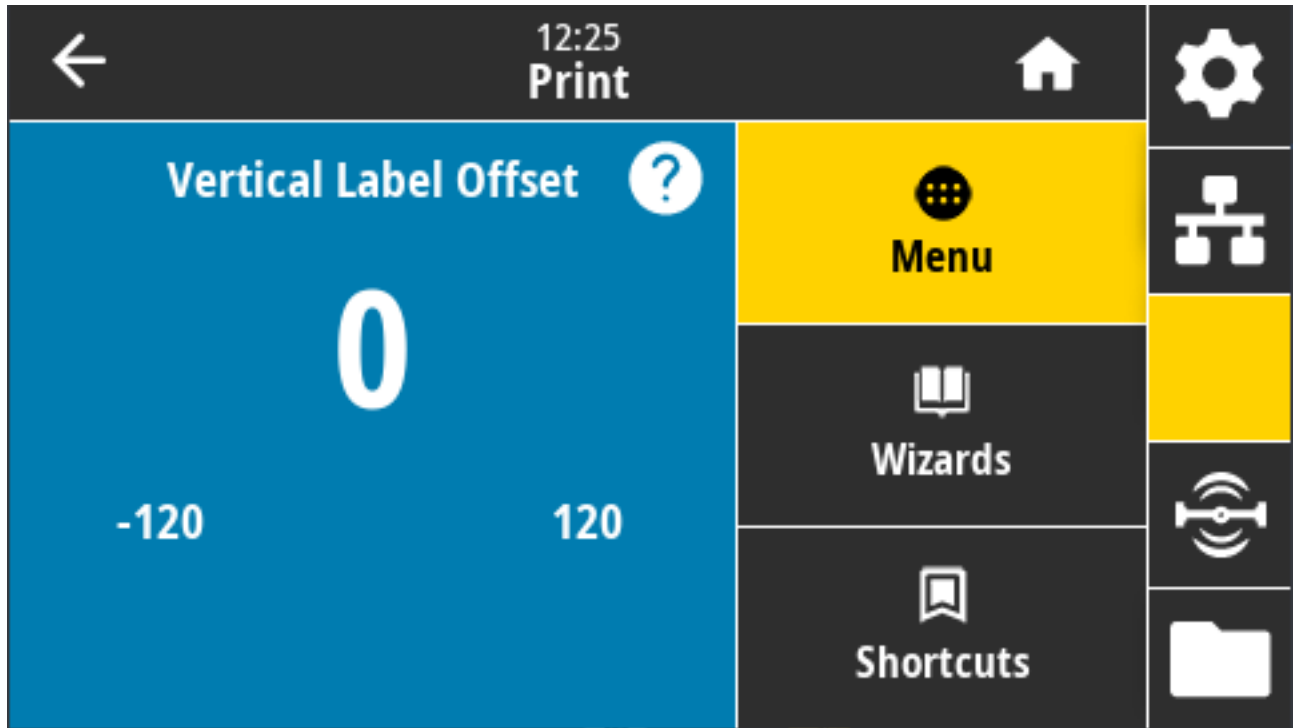 12:25
Print
Vertical Label Offset ?
0
-120 120
Menu
Wizards
Shortcuts